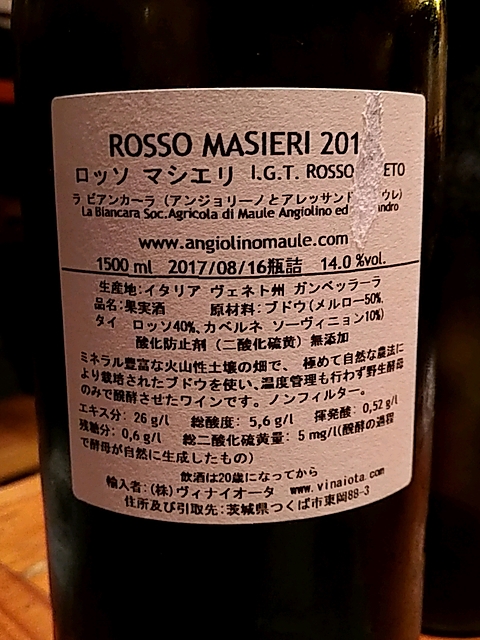 ROSSO MASIERI 201
ロッソ マシエリ I.G.T. ROSSO ETO
ラ ビアンカーラ (アンジョリーノとアレッサンド ウレ)
La Biancara Soc.Agricola di Maule Angiolino ed andro
www.angiolinomaule.com
1500 ml 2017/08/16瓶詰 14.0 %vol.
生産地:イタリア ヴェネト州 ガンベッラーラ
品名:果実酒 原材料:ブドウ(メルロー50%、
タイ ロッソ40%、カベルネ ソーヴィニョン10%)
酸化防止剤 (二酸化硫黄) 無添加
ミネラル豊富な火山性土壌の畑で、 極めて自然な農法に
より栽培されたブドウを使い、温度管理も行わず野生酵母
のみで醗酵させたワインです。ノンフィルター。
エキス分: 26 g/l 総酸度: 5,6 g/l 揮発酸: 0,52 g/l
残糖分: 0,6 g/l 総二酸化硫黄量: 5 mg/l(醗酵の過程
で酵母が自然に生成したもの)
飲酒は20歳になってから
輸入者:(株)ヴィナイオータ www.vinaiota.com
住所及び引取先:茨城県つくば市東岡88-3